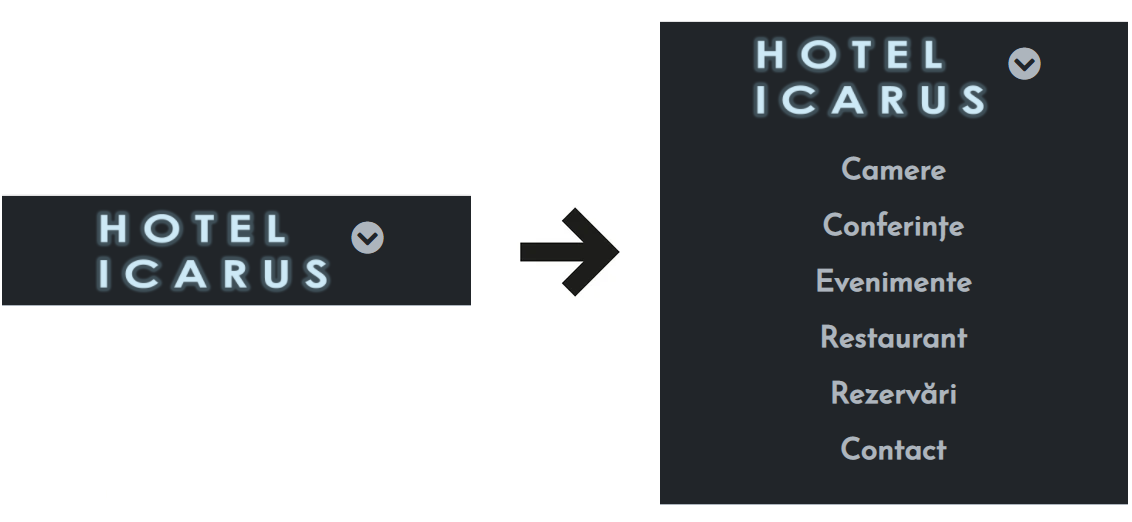 HOTEL
ICARUS
HOTEL
ICARUS
Camere
Conferințe
Evenimente
Restaurant
Rezervări
Contact